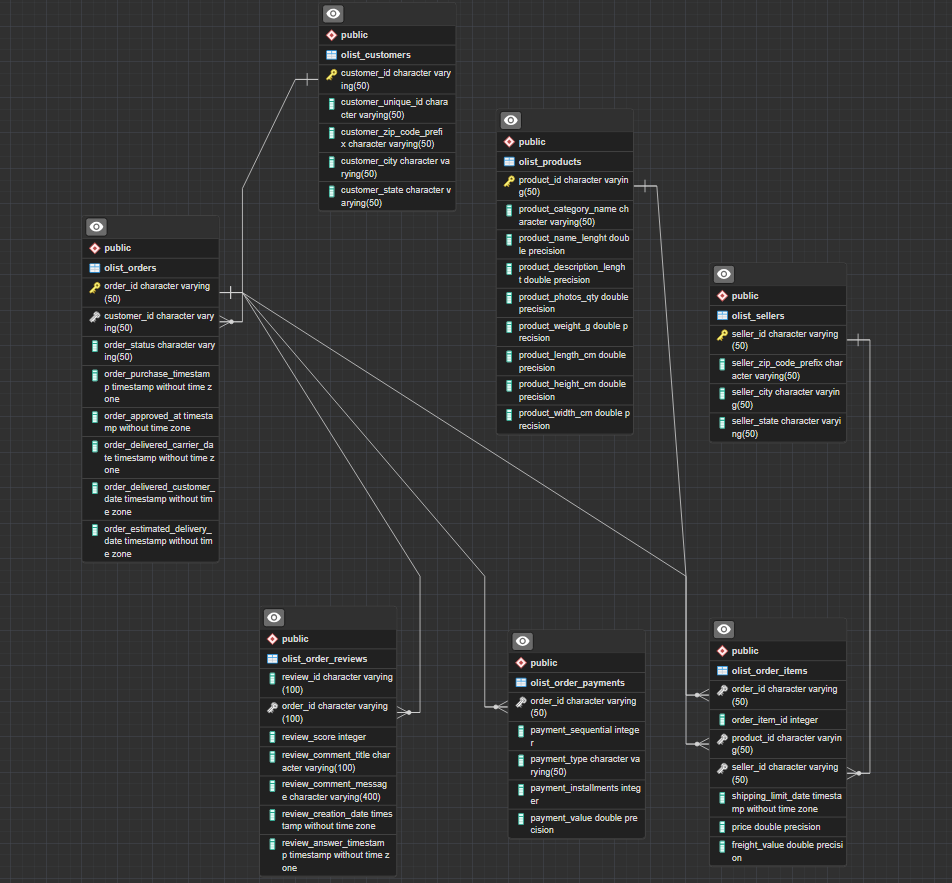 public
olist_customers
customer_id character vary
ing(50)
customer_unique_id chara
cter varying(50)
customer_zip_code_prefi
x character varying(50)
customer_city character va
rying(50)
customer_state character v
arying(50)
public
olist_products
product_id character varyin
g(50)
product_category_name ch
aracter varying(50)
product_name_lenght doub
le precision
product_description_lengh
t double precision
product_photos_qty double
precision
product_weight_g double p
recision
product_length_cm double
precision
product_height_cm double
precision
product_width_cm double p
recision
public
olist_orders
order_id character varying
(50)
customer_id character vary
ing(50)
order_status character vary
ing(50)
order_purchase_timestam
p timestamp without time z
one
order_approved_at timesta
mp without time zone
order_delivered_carrier_da
te timestamp without time z
one
order_delivered_customer_
date timestamp without tim
e zone
order_estimated_delivery_
date timestamp without tim
e zone
public
olist_sellers
seller_id character varying
(50)
seller_zip_code_prefix char
acter varying(50)
seller_city character varyin
g(50)
seller_state character varyi
ng(50)
public
olist_order_reviews
review_id character varying
(100)
order_id character varying
(100)
review_score integer
review_comment_title char
acter varying(100)
review_comment_messag
e character varying(400)
review_creation_date times
tamp without time zone
review_answer_timestam
p timestamp without time z
one
public
olist_order_payments
order_id character varying
(50)
payment_sequential intege
r
payment_type character va
rying(50)
payment_installments integ
er
payment_value double pre
cision
public
olist_order_items
order_id character varying
(50)
order_item_id integer
product_id character varyin
g(50)
seller_id character varying
(50)
shipping_limit_date timesta
mp without time zone
price double precision
freight_value double precisi
on